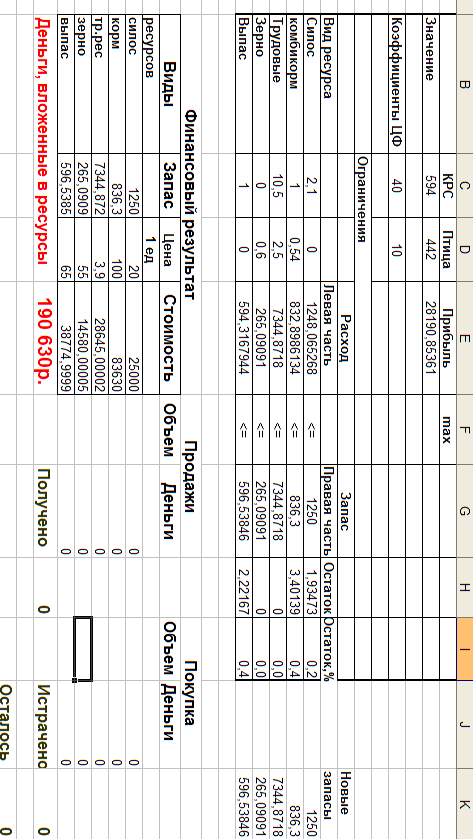 B C D E F G H I J K
КРС Птица Прибыль max
Значение 594 442 28190,85361
Коэффициенты ЦФ 40 10
Ограничения
Расход Запас Новые
Вид ресурса Левая часть Правая часть Остаток Остаток,% запасы
Силос 2,1 0 1248,065268 <= 1250 1,93473 0,2 1250
комбикорм 1 0,54 832,8986134 <= 836,3 3,40139 0,4 836,3
Трудовые 10,5 2,5 7344,8718 <= 7344,8718 0 0,0 7344,8718
Зерно 0 0,6 265,09091 <= 265,09091 0 0,0 265,09091
Выпас 1 0 594,3167944 <= 596,53846 2,22167 0,4 596,53846
Финансовый результат Продажи Покупка
Виды Запас Цена Стоимость Объем Деньги Объем Деньги
ресурсов 1 ед
силос 1250 20 25000 0 0
корм 836,3 100 83630 0 0
тр.рес 7344,872 3,9 28645,00002 0 0
зерно 265,0909 55 14580,00005 0 0
выпас 596,5385 65 38774,9999 0 0
Деньги, вложенные в ресурсы 190 630р. Получено 0 Истрачено 0
Осталось 0